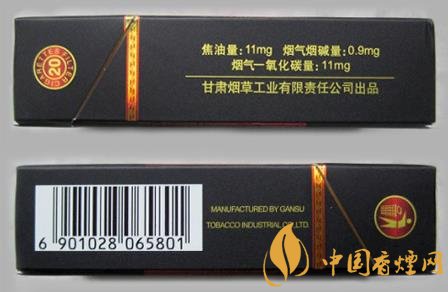 FILTER CIGARETTES
20
焦油量：11mg 烟气烟碱量：0.9mg
烟气一氧化碳量：11mg
甘肃烟草工业有限责任公司出品
MANUFACTURED BY GANSU
TOBACCO INDUSTRIAL CO.,LTD.
6 901028 065801
中国香烟网